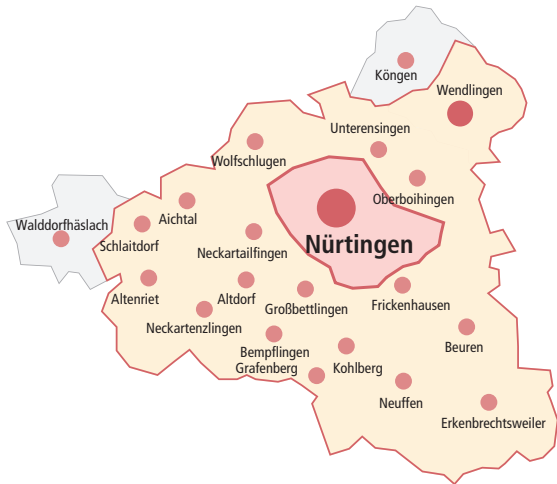 Köngen
Wendlingen
Unterensingen
Wolfschlugen
Oberboihingen
Aichtal
Walddorfhäslach
Schlaitdorf
Neckartailfingen
Nürtingen
Altenriet
Altdorf
Großbettlingen
Frickenhausen
Neckartenzlingen
Bempflingen
Grafenberg
Kohlberg
Beuren
Neuffen
Erkenbrechtsweiler